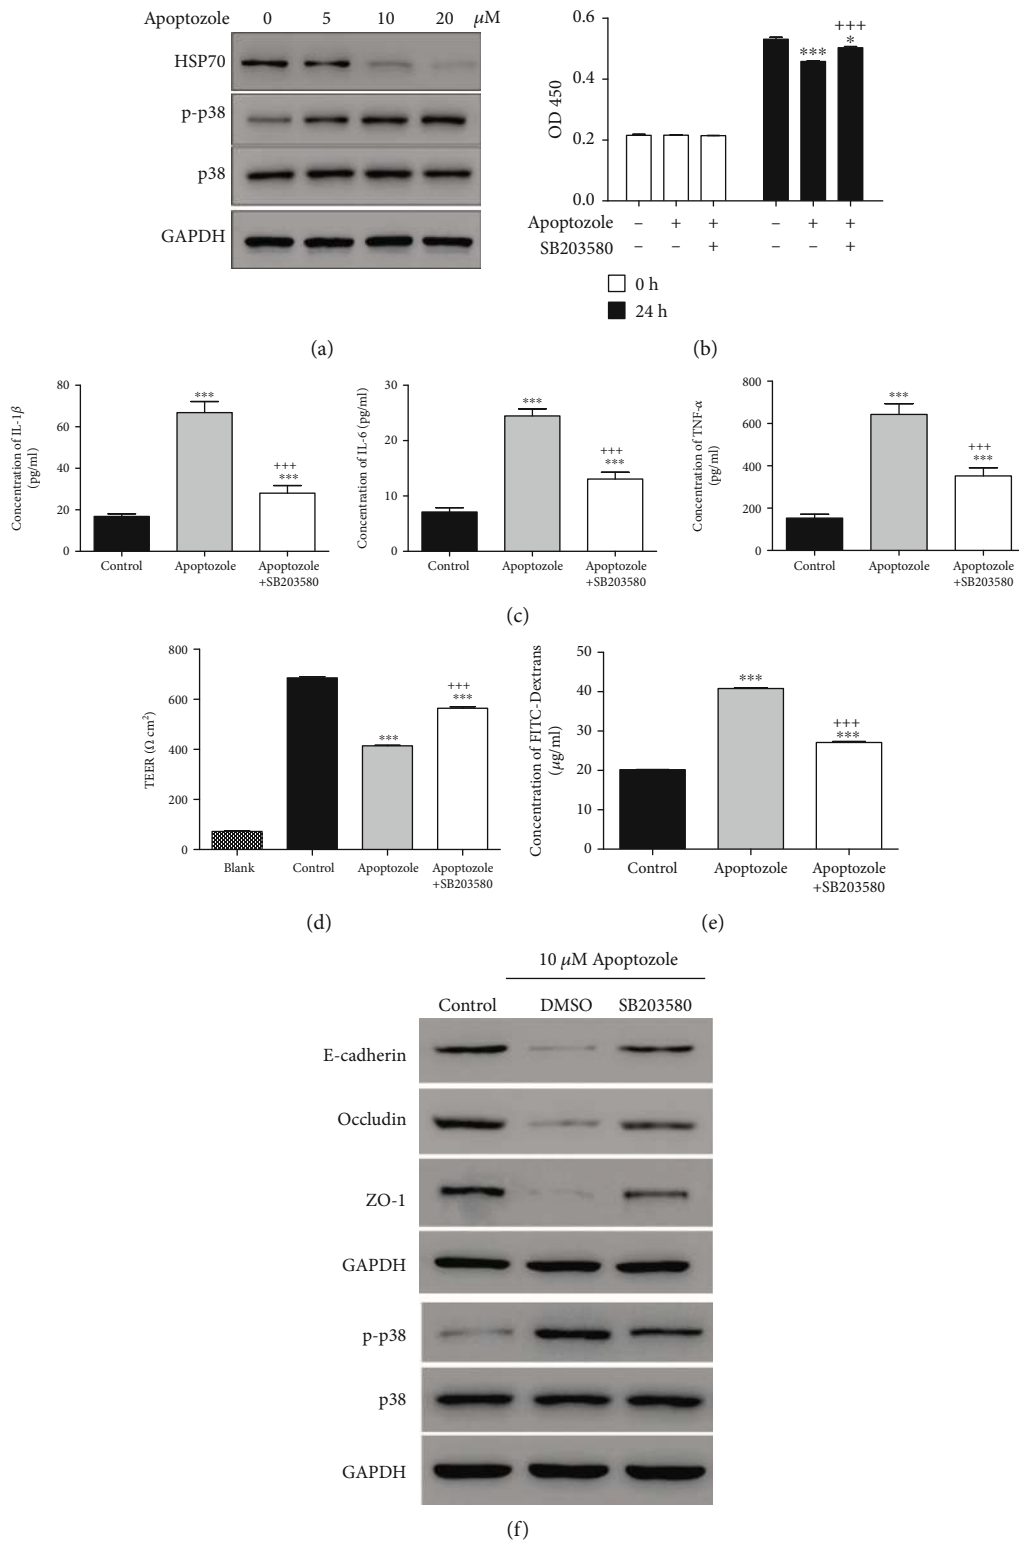 Apoptozole 0 5 10 20 μM
HSP70
p-p38
p38
GAPDH
(a)
OD 450
0.6
0.4
0.2
0.0
+++
*** *
Apoptozole – + + – + +
SB203580 – – + – – +
0 h
24 h
(b)
Concentration of IL-1β
(pg/ml)
80
60
40
20
0
***
+++
***
Control Apoptozole Apoptozole
+SB203580
Concentration of IL-6 (pg/ml)
30
20
10
0
***
+++
***
Control Apoptozole Apoptozole
+SB203580
Concentration of TNF-α
(pg/ml)
800
600
400
200
0
***
+++
***
Control Apoptozole Apoptozole
+SB203580
(c)
TEER (Ω cm²)
800
600
400
200
0
***
+++
***
Blank Control Apoptozole Apoptozole
+SB203580
(d)
Concentration of FITC-Dextrans
(μg/ml)
50
40
30
20
10
0
***
+++
***
Control Apoptozole Apoptozole
+SB203580
(e)
10 μM Apoptozole
Control DMSO SB203580
E-cadherin
Occludin
ZO-1
GAPDH
p-p38
p38
GAPDH
(f)